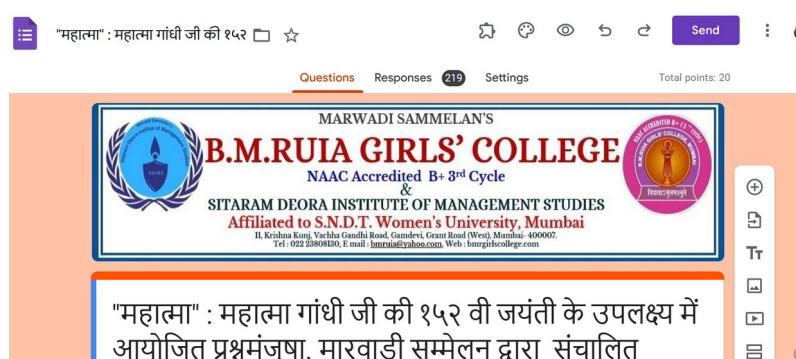 "महात्मा" : महात्मा गांधी जी की १५२
Send
Questions Responses 219 Settings Total points: 20
MARWADI SAMMELAN'S
B.M.RUIA GIRLS' COLLEGE
NAAC Accredited B+ 3rd Cycle
&
SITARAM DEORA INSTITUTE OF MANAGEMENT STUDIES
Affiliated to S.N.D.T. Women's University, Mumbai
II, Krishna Kunj, Vachha Gandhi Road, Gamdevi, Grant Road (West), Mumbai- 400007.
Tel : 022 23808130, E mail : bmruia@yahoo.com, Web : bmrgirlscollege.com
"महात्मा" : महात्मा गांधी जी की १५२ वी जयंती के उपलक्ष्य में
आयोजित प्रश्नमंजूषा. मारवाडी सम्मेलन द्वारा संचालित